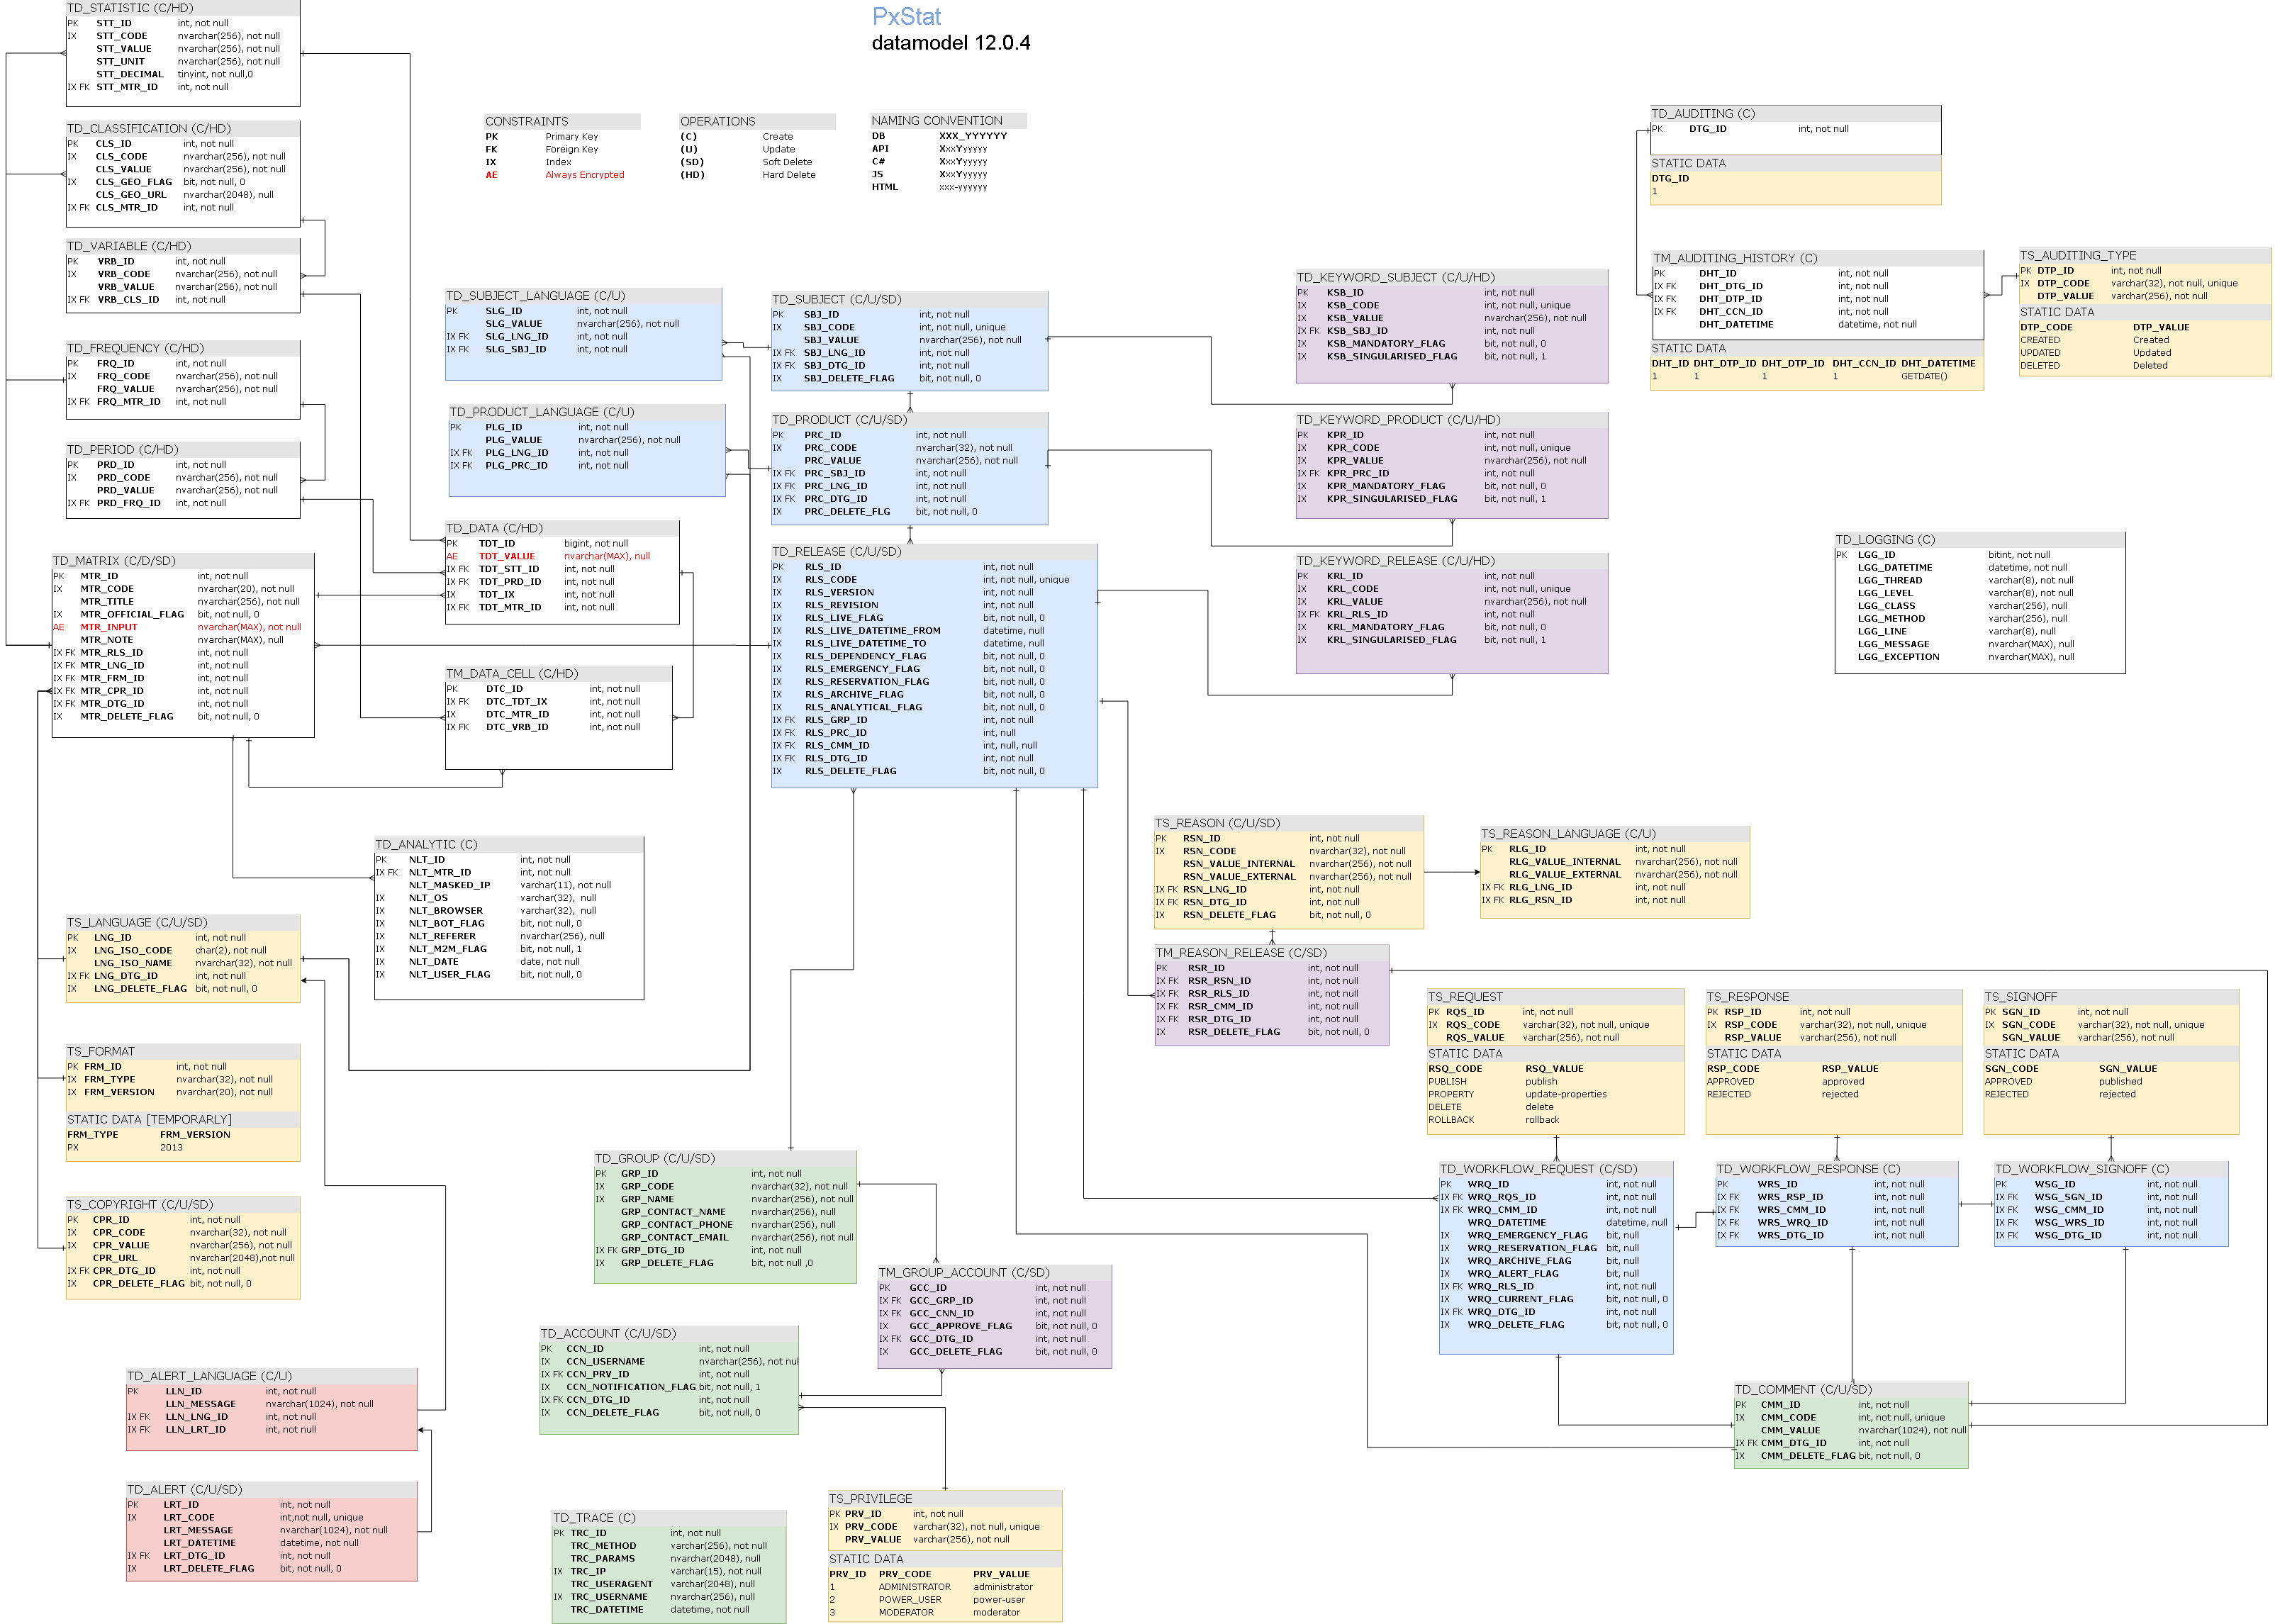 PxStat
datamodel 12.0.4
CONSTRAINTS
PK Primary Key
FK Foreign Key
IX Index
AE Always Encrypted
OPERATIONS
(C) Create
(U) Update
(SD) Soft Delete
(HD) Hard Delete
NAMING CONVENTION
DB XXX_YYYYYY
API XxxYyyyyy
C# XxxYyyyyy
JS XxxYyyyyy
HTML xxx-yyyyyy
TD_STATISTIC (C/HD)
PK STT_ID int, not null
IX STT_CODE nvarchar(256), not null
STT_VALUE nvarchar(256), not null
STT_UNIT nvarchar(256), not null
STT_DECIMAL tinyint, not null,0
IX FK STT_MTR_ID int, not null
TD_CLASSIFICATION (C/HD)
PK CLS_ID int, not null
IX CLS_CODE nvarchar(256), not null
CLS_VALUE nvarchar(256), not null
IX CLS_GEO_FLAG bit, not null, 0
CLS_GEO_URL nvarchar(2048), null
IX FK CLS_MTR_ID int, not null
TD_VARIABLE (C/HD)
PK VRB_ID int, not null
IX VRB_CODE nvarchar(256), not null
VRB_VALUE nvarchar(256), not null
IX FK VRB_CLS_ID int, not null
TD_FREQUENCY (C/HD)
PK FRQ_ID int, not null
IX FRQ_CODE nvarchar(256), not null
FRQ_VALUE nvarchar(256), not null
IX FK FRQ_MTR_ID int, not null
TD_PERIOD (C/HD)
PK PRD_ID int, not null
IX PRD_CODE nvarchar(256), not null
PRD_VALUE nvarchar(256), not null
IX FK PRD_FRQ_ID int, not null
TD_MATRIX (C/D/SD)
PK MTR_ID int, not null
IX MTR_CODE nvarchar(20), not null
MTR_TITLE nvarchar(256), not null
IX MTR_OFFICIAL_FLAG bit, not null, 0
AE MTR_INPUT nvarchar(MAX), not null
MTR_NOTE nvarchar(MAX), null
IX FK MTR_RLS_ID int, not null
IX FK MTR_LNG_ID int, not null
IX FK MTR_FRM_ID int, not null
IX FK MTR_CPR_ID int, not null
IX FK MTR_DTG_ID int, not null
IX MTR_DELETE_FLAG bit, not null, 0
TD_SUBJECT_LANGUAGE (C/U)
PK SLG_ID int, not null
SLG_VALUE nvarchar(256), not null
IX FK SLG_LNG_ID int, not null
IX FK SLG_SBJ_ID int, not null
TD_PRODUCT_LANGUAGE (C/U)
PK PLG_ID int, not null
PLG_VALUE nvarchar(256), not null
IX FK PLG_LNG_ID int, not null
IX FK PLG_PRC_ID int, not null
TD_DATA (C/HD)
PK TDT_ID bigint, not null
AE TDT_VALUE nvarchar(MAX), null
IX FK TDT_STT_ID int, not null
IX FK TDT_PRD_ID int, not null
IX TDT_IX int, not null
IX FK TDT_MTR_ID int, not null
TM_DATA_CELL (C/HD)
PK DTC_ID int, not null
IX FK DTC_TDT_IX int, not null
IX DTC_MTR_ID int, not null
IX FK DTC_VRB_ID int, not null
TD_SUBJECT (C/U/SD)
PK SBJ_ID int, not null
IX SBJ_CODE int, not null, unique
SBJ_VALUE nvarchar(256), not null
IX FK SBJ_LNG_ID int, not null
IX FK SBJ_DTG_ID int, not null
IX SBJ_DELETE_FLAG bit, not null, 0
TD_PRODUCT (C/U/SD)
PK PRC_ID int, not null
IX PRC_CODE nvarchar(32), not null
PRC_VALUE nvarchar(256), not null
IX FK PRC_SBJ_ID int, not null
IX FK PRC_LNG_ID int, not null
IX FK PRC_DTG_ID int, not null
IX PRC_DELETE_FLG bit, not null, 0
TD_RELEASE (C/U/SD)
PK RLS_ID int, not null
IX RLS_CODE int, not null, unique
IX RLS_VERSION int, not null
IX RLS_REVISION int, not null
IX RLS_LIVE_FLAG bit, not null, 0
IX RLS_LIVE_DATETIME_FROM datetime, null
IX RLS_LIVE_DATETIME_TO datetime, null
IX RLS_DEPENDENCY_FLAG bit, not null, 0
IX RLS_EMERGENCY_FLAG bit, not null, 0
IX RLS_RESERVATION_FLAG bit, not null, 0
IX RLS_ARCHIVE_FLAG bit, not null, 0
IX RLS_ANALYTICAL_FLAG bit, not null, 0
IX FK RLS_GRP_ID int, not null
IX FK RLS_PRC_ID int, null
IX FK RLS_CMM_ID int, null, null
IX FK RLS_DTG_ID int, not null
IX RLS_DELETE_FLAG bit, not null, 0
TD_KEYWORD_SUBJECT (C/U/HD)
PK KSB_ID int, not null
IX KSB_CODE int, not null, unique
IX KSB_VALUE nvarchar(256), not null
IX FK KSB_SBJ_ID int, not null
IX KSB_MANDATORY_FLAG bit, not null, 0
IX KSB_SINGULARISED_FLAG bit, not null, 1
TD_KEYWORD_PRODUCT (C/U/HD)
PK KPR_ID int, not null
IX KPR_CODE int, not null, unique
IX KPR_VALUE nvarchar(256), not null
IX FK KPR_PRC_ID int, not null
IX KPR_MANDATORY_FLAG bit, not null, 0
IX KPR_SINGULARISED_FLAG bit, not null, 1
TD_KEYWORD_RELEASE (C/U/HD)
PK KRL_ID int, not null
IX KRL_CODE int, not null, unique
IX KRL_VALUE nvarchar(256), not null
IX FK KRL_RLS_ID int, not null
IX KRL_MANDATORY_FLAG bit, not null, 0
IX KRL_SINGULARISED_FLAG bit, not null, 1
TD_AUDITING (C)
PK DTG_ID int, not null
STATIC DATA
DTG_ID
1
TM_AUDITING_HISTORY (C)
PK DHT_ID int, not null
IX FK DHT_DTG_ID int, not null
IX FK DHT_DTP_ID int, not null
IX FK DHT_CCN_ID int, not null
DHT_DATETIME datetime, not null
STATIC DATA
DHT_ID DHT_DTP_ID DHT_DTP_ID DHT_CCN_ID DHT_DATETIME
1 1 1 1 GETDATE()
TS_AUDITING_TYPE
PK DTP_ID int, not null
IX DTP_CODE varchar(32), not null, unique
DTP_VALUE varchar(256), not null
STATIC DATA
DTP_CODE DTP_VALUE
CREATED Created
UPDATED Updated
DELETED Deleted
TD_LOGGING (C)
PK LGG_ID bitint, not null
LGG_DATETIME datetime, not null
LGG_THREAD varchar(8), not null
LGG_LEVEL varchar(8), not null
LGG_CLASS varchar(256), null
LGG_METHOD varchar(256), null
LGG_LINE varchar(8), null
LGG_MESSAGE nvarchar(MAX), null
LGG_EXCEPTION nvarchar(MAX), null
TD_ANALYTIC (C)
PK NLT_ID int, not null
IX FK NLT_MTR_ID int, not null
NLT_MASKED_IP varchar(11), not null
IX NLT_OS varchar(32), null
IX NLT_BROWSER varchar(32), null
IX NLT_BOT_FLAG bit, not null, 0
IX NLT_REFERER nvarchar(256), null
IX NLT_M2M_FLAG bit, not null, 1
IX NLT_DATE date, not null
IX NLT_USER_FLAG bit, not null, 0
TS_LANGUAGE (C/U/SD)
PK LNG_ID int, not null
IX LNG_ISO_CODE char(2), not null
LNG_ISO_NAME nvarchar(32), not null
IX FK LNG_DTG_ID int, not null
IX LNG_DELETE_FLAG bit, not null, 0
TS_FORMAT
PK FRM_ID int, not null
IX FRM_TYPE nvarchar(32), not null
IX FRM_VERSION nvarchar(20), not null
STATIC DATA [TEMPORARLY]
FRM_TYPE FRM_VERSION
PX 2013
TS_COPYRIGHT (C/U/SD)
PK CPR_ID int, not null
IX CPR_CODE nvarchar(32), not null
IX CPR_VALUE nvarchar(256), not null
CPR_URL nvarchar(2048),not null
IX FK CPR_DTG_ID int, not null
IX CPR_DELETE_FLAG bit, not null, 0
TS_REASON (C/U/SD)
PK RSN_ID int, not null
IX RSN_CODE nvarchar(32), not null
RSN_VALUE_INTERNAL nvarchar(256), not null
RSN_VALUE_EXTERNAL nvarchar(256), not null
IX FK RSN_LNG_ID int, not null
IX FK RSN_DTG_ID int, not null
IX RSN_DELETE_FLAG bit, not null, 0
TS_REASON_LANGUAGE (C/U)
PK RLG_ID int, not null
RLG_VALUE_INTERNAL nvarchar(256), not null
RLG_VALUE_EXTERNAL nvarchar(256), not null
IX FK RLG_LNG_ID int, not null
IX FK RLG_RSN_ID int, not null
TM_REASON_RELEASE (C/SD)
PK RSR_ID int, not null
IX FK RSR_RSN_ID int, not null
IX FK RSR_RLS_ID int, not null
IX FK RSR_CMM_ID int, not null
IX FK RSR_DTG_ID int, not null
IX RSR_DELETE_FLAG bit, not null, 0
TS_REQUEST
PK RQS_ID int, not null
IX RQS_CODE varchar(32), not null, unique
RQS_VALUE varchar(256), not null
STATIC DATA
RSQ_CODE RSQ_VALUE
PUBLISH publish
PROPERTY update-properties
DELETE delete
ROLLBACK rollback
TS_RESPONSE
PK RSP_ID int, not null
IX RSP_CODE varchar(32), not null, unique
RSP_VALUE varchar(256), not null
STATIC DATA
RSP_CODE RSP_VALUE
APPROVED approved
REJECTED rejected
TS_SIGNOFF
PK SGN_ID int, not null
IX SGN_CODE varchar(32), not null, unique
SGN_VALUE varchar(256), not null
STATIC DATA
SGN_CODE SGN_VALUE
APPROVED published
REJECTED rejected
TD_WORKFLOW_REQUEST (C/SD)
PK WRQ_ID int, not null
IX FK WRQ_RQS_ID int, not null
IX FK WRQ_CMM_ID int, not null
WRQ_DATETIME datetime, null
IX WRQ_EMERGENCY_FLAG bit, null
IX WRQ_RESERVATION_FLAG bit, null
IX WRQ_ARCHIVE_FLAG bit, null
IX WRQ_ALERT_FLAG bit, null
IX FK WRQ_RLS_ID int, not null
IX WRQ_CURRENT_FLAG bit, not null, 0
IX FK WRQ_DTG_ID int, not null
IX WRQ_DELETE_FLAG bit, not null, 0
TD_WORKFLOW_RESPONSE (C)
PK WRS_ID int, not null
IX FK WRS_RSP_ID int, not null
IX FK WRS_CMM_ID int, not null
IX FK WRS_WRQ_ID int, not null
IX FK WRS_DTG_ID int, not null
TD_WORKFLOW_SIGNOFF (C)
PK WSG_ID int, not null
IX FK WSG_SGN_ID int, not null
IX FK WSG_CMM_ID int, not null
IX FK WSG_WRS_ID int, not null
IX FK WSG_DTG_ID int, not null
TD_GROUP (C/U/SD)
PK GRP_ID int, not null
IX GRP_CODE nvarchar(32), not null
IX GRP_NAME nvarchar(256), not null
GRP_CONTACT_NAME nvarchar(256), null
GRP_CONTACT_PHONE nvarchar(256), null
GRP_CONTACT_EMAIL nvarchar(256), not null
IX FK GRP_DTG_ID int, not null
IX GRP_DELETE_FLAG bit, not null ,0
TM_GROUP_ACCOUNT (C/SD)
PK GCC_ID int, not null
IX FK GCC_GRP_ID int, not null
IX FK GCC_CNN_ID int, not null
IX GCC_APPROVE_FLAG bit, not null, 0
IX FK GCC_DTG_ID int, not null
IX GCC_DELETE_FLAG bit, not null, 0
TD_ACCOUNT (C/U/SD)
PK CCN_ID int, not null
IX CCN_USERNAME nvarchar(256), not nul
IX FK CCN_PRV_ID int, not null
IX CCN_NOTIFICATION_FLAG bit, not null, 1
IX FK CCN_DTG_ID int, not null
IX CCN_DELETE_FLAG bit, not null, 0
TD_COMMENT (C/U/SD)
PK CMM_ID int, not null
IX CMM_CODE int, not null, unique
CMM_VALUE nvarchar(1024), not null
IX FK CMM_DTG_ID int, not null
IX CMM_DELETE_FLAG bit, not null, 0
TD_ALERT_LANGUAGE (C/U)
PK LLN_ID int, not null
LLN_MESSAGE nvarchar(1024), not null
IX FK LLN_LNG_ID int, not null
IX FK LLN_LRT_ID int, not null
TD_ALERT (C/U/SD)
PK LRT_ID int, not null
IX LRT_CODE int,not null, unique
LRT_MESSAGE nvarchar(1024), not null
LRT_DATETIME datetime, not null
IX FK LRT_DTG_ID int, not null
IX LRT_DELETE_FLAG bit, not null, 0
TD_TRACE (C)
PK TRC_ID int, not null
TRC_METHOD varchar(256), not null
TRC_PARAMS nvarchar(2048), null
IX TRC_IP varchar(15), not null
TRC_USERAGENT varchar(2048), null
IX TRC_USERNAME nvarchar(256), null
TRC_DATETIME datetime, not null
TS_PRIVILEGE
PK PRV_ID int, not null
IX PRV_CODE varchar(32), not null, unique
PRV_VALUE varchar(256), not null
STATIC DATA
PRV_ID PRV_CODE PRV_VALUE
1 ADMINISTRATOR administrator
2 POWER_USER power-user
3 MODERATOR moderator